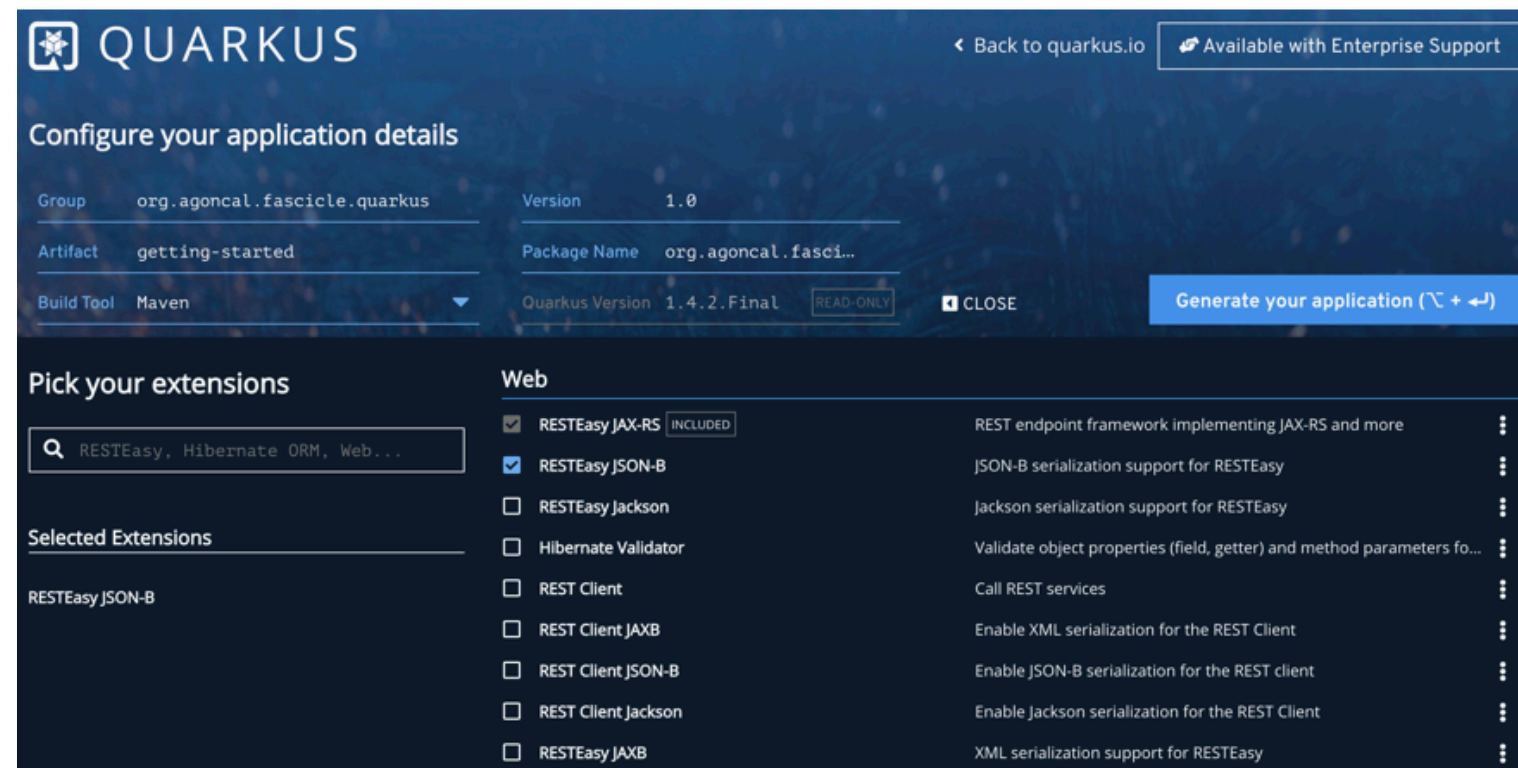 QUARKUS
Back to quarkus.io
Available with Enterprise Support
Configure your application details
Group org.agoncal.fascicle.quarkus
Version 1.0
Artifact getting-started
Package Name org.agoncal.fasci...
Build Tool Maven
Quarkus Version 1.4.2.Final READ-ONLY
CLOSE
Generate your application (⌥ + ↵)
Pick your extensions
RESTEasy, Hibernate ORM, Web...
Selected Extensions
RESTEasy JSON-B
Web
RESTEasy JAX-RS INCLUDED REST endpoint framework implementing JAX-RS and more
RESTEasy JSON-B JSON-B serialization support for RESTEasy
RESTEasy Jackson Jackson serialization support for RESTEasy
Hibernate Validator Validate object properties (field, getter) and method parameters fo...
REST Client Call REST services
REST Client JAXB Enable XML serialization for the REST Client
REST Client JSON-B Enable JSON-B serialization for the REST client
REST Client Jackson Enable Jackson serialization for the REST Client
RESTEasy JAXB XML serialization support for RESTEasy